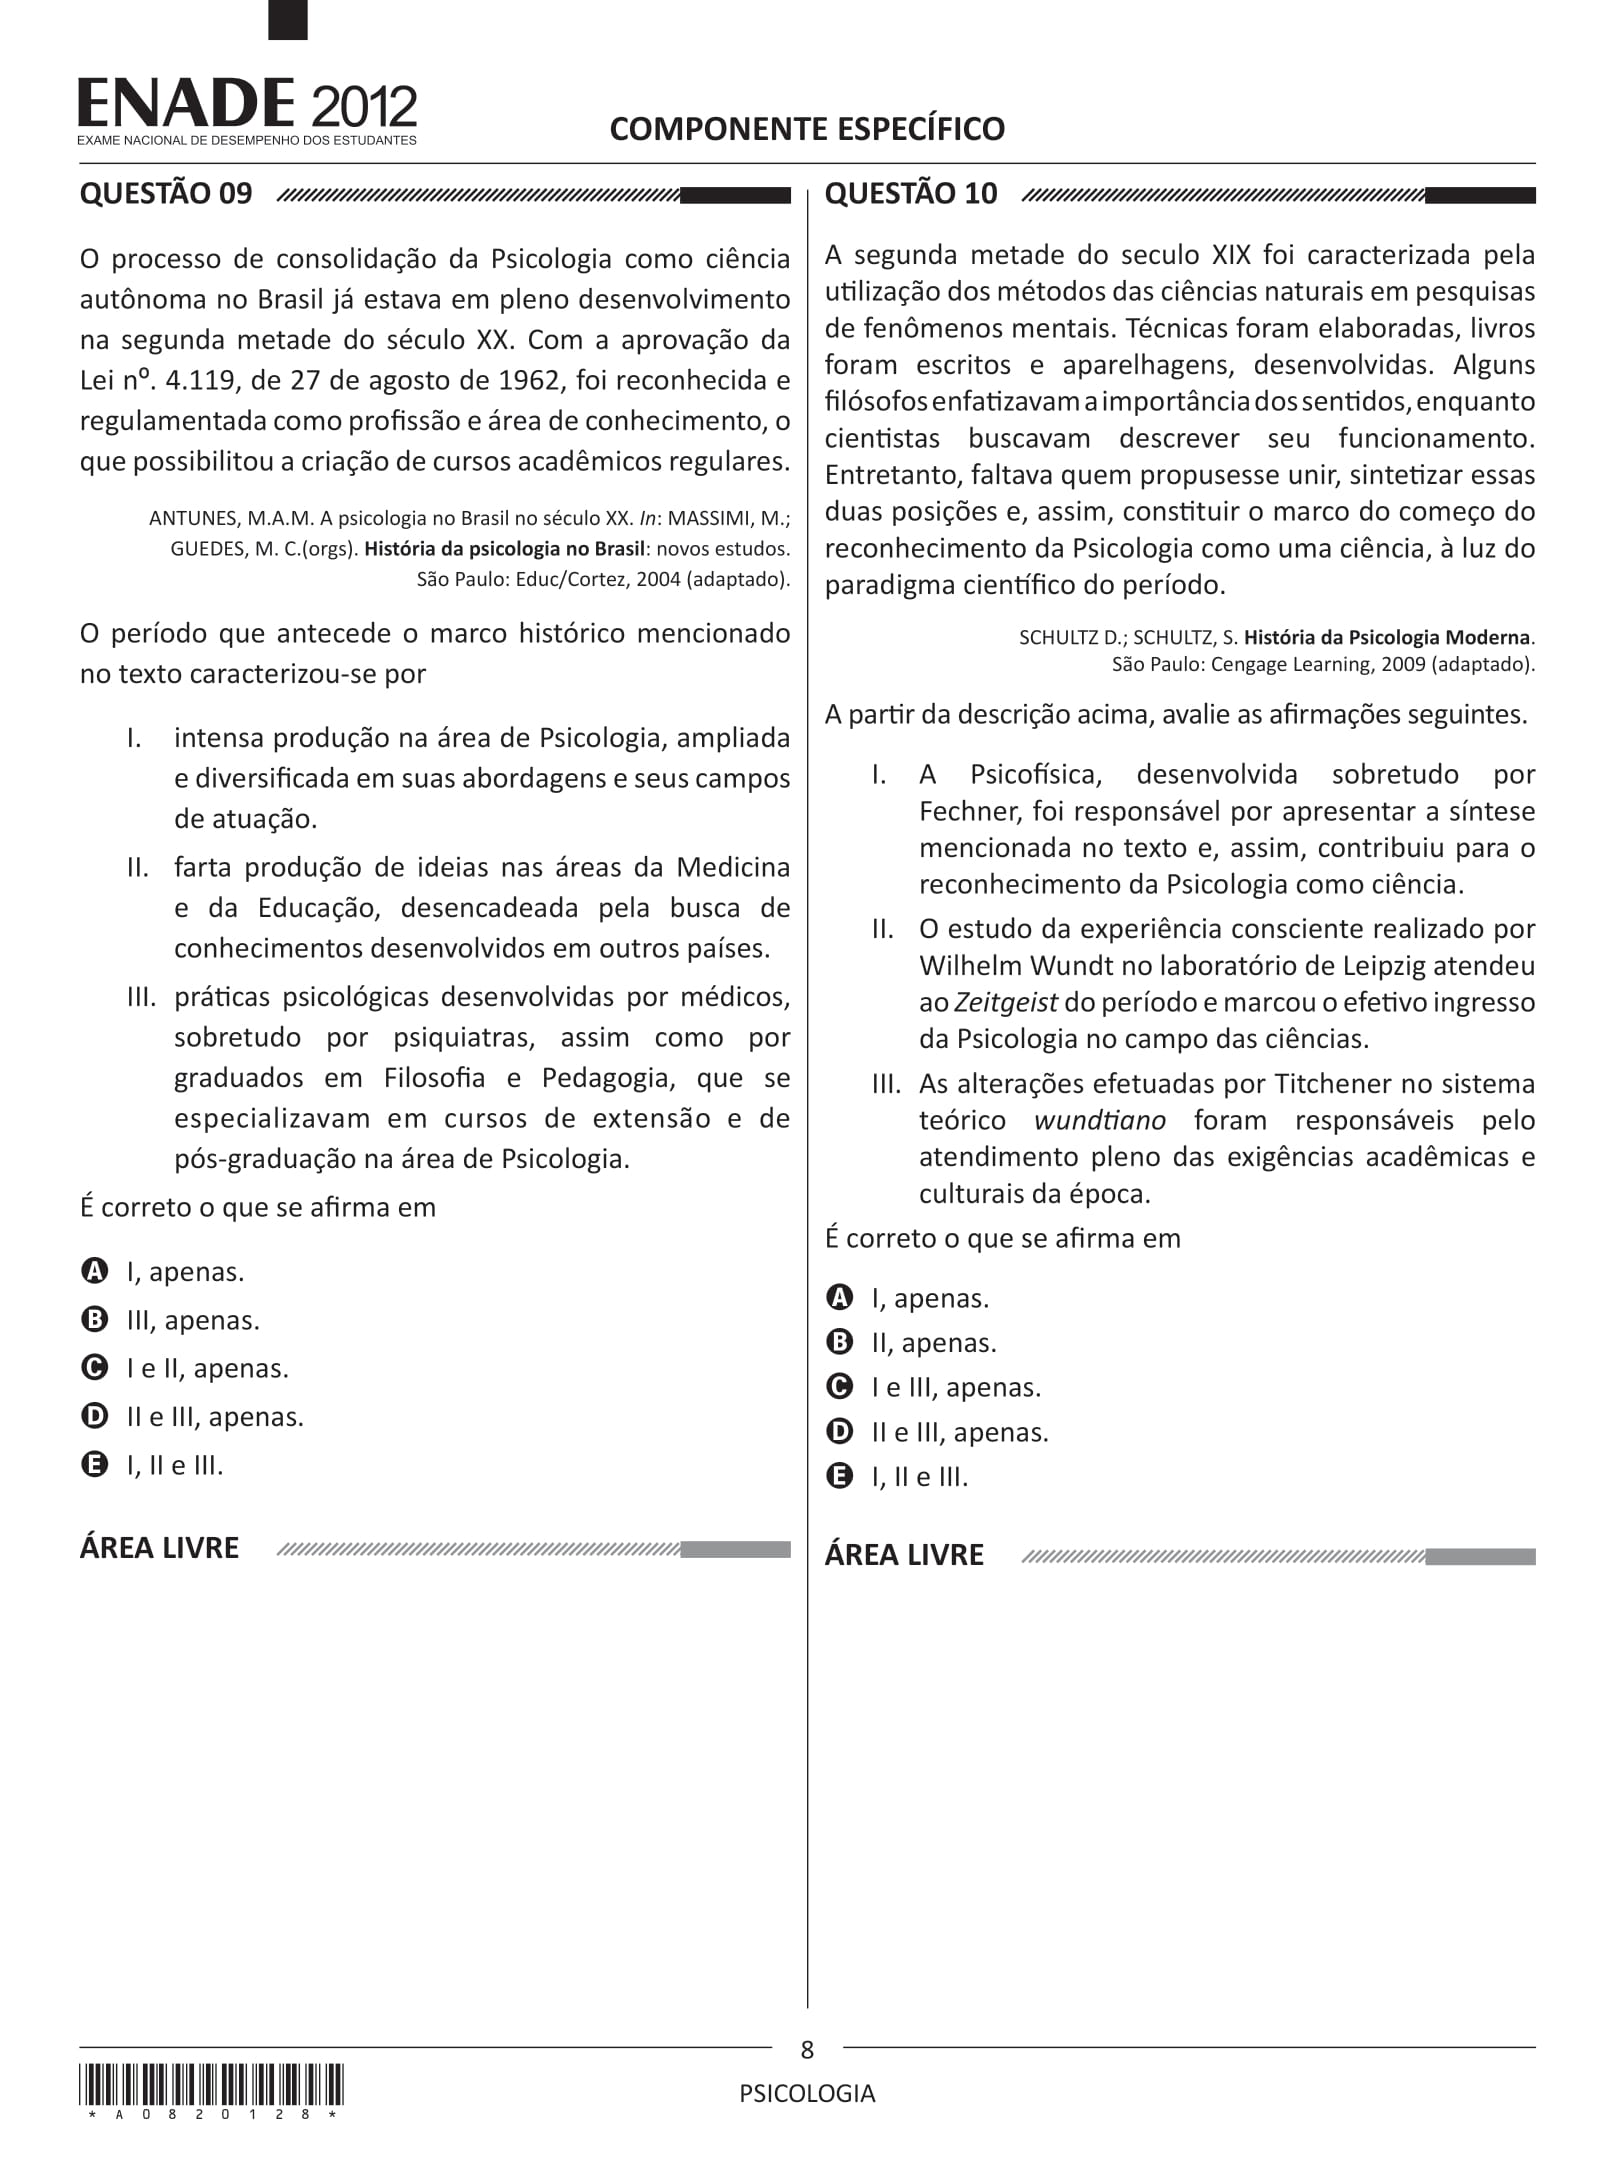 ENADE 2012
EXAME NACIONAL DE DESEMPENHO DOS ESTUDANTES
COMPONENTE ESPECÍFICO
QUESTÃO 09
O processo de consolidação da Psicologia como ciência
autônoma no Brasil já estava em pleno desenvolvimento
na segunda metade do século XX. Com a aprovação da
Lei nº. 4.119, de 27 de agosto de 1962, foi reconhecida e
regulamentada como profissão e área de conhecimento, o
que possibilitou a criação de cursos acadêmicos regulares.
ANTUNES, M.A.M. A psicologia no Brasil no século XX. In: MASSIMI, M.;
GUEDES, M. C.(orgs). História da psicologia no Brasil: novos estudos.
São Paulo: Educ/Cortez, 2004 (adaptado).
O período que antecede o marco histórico mencionado
no texto caracterizou-se por
I. intensa produção na área de Psicologia, ampliada
e diversificada em suas abordagens e seus campos
de atuação.
II. farta produção de ideias nas áreas da Medicina
e da Educação, desencadeada pela busca de
conhecimentos desenvolvidos em outros países.
III. práticas psicológicas desenvolvidas por médicos,
sobretudo por psiquiatras, assim como por
graduados em Filosofia e Pedagogia, que se
especializavam em cursos de extensão e de
pós-graduação na área de Psicologia.
É correto o que se afirma em
A I, apenas.
B III, apenas.
C I e II, apenas.
D II e III, apenas.
E I, II e III.
ÁREA LIVRE
QUESTÃO 10
A segunda metade do seculo XIX foi caracterizada pela
utilização dos métodos das ciências naturais em pesquisas
de fenômenos mentais. Técnicas foram elaboradas, livros
foram escritos e aparelhagens, desenvolvidas. Alguns
filósofos enfatizavam a importância dos sentidos, enquanto
cientistas buscavam descrever seu funcionamento.
Entretanto, faltava quem propusesse unir, sintetizar essas
duas posições e, assim, constituir o marco do começo do
reconhecimento da Psicologia como uma ciência, à luz do
paradigma científico do período.
SCHULTZ D.; SCHULTZ, S. História da Psicologia Moderna.
São Paulo: Cengage Learning, 2009 (adaptado).
A partir da descrição acima, avalie as afirmações seguintes.
I. A Psicofísica, desenvolvida sobretudo por
Fechner, foi responsável por apresentar a síntese
mencionada no texto e, assim, contribuiu para o
reconhecimento da Psicologia como ciência.
II. O estudo da experiência consciente realizado por
Wilhelm Wundt no laboratório de Leipzig atendeu
ao Zeitgeist do período e marcou o efetivo ingresso
da Psicologia no campo das ciências.
III. As alterações efetuadas por Titchener no sistema
teórico wundtiano foram responsáveis pelo
atendimento pleno das exigências acadêmicas e
culturais da época.
É correto o que se afirma em
A I, apenas.
B II, apenas.
C I e III, apenas.
D II e III, apenas.
E I, II e III.
ÁREA LIVRE
8
PSICOLOGIA
* A 0 8 2 0 1 2 8 *